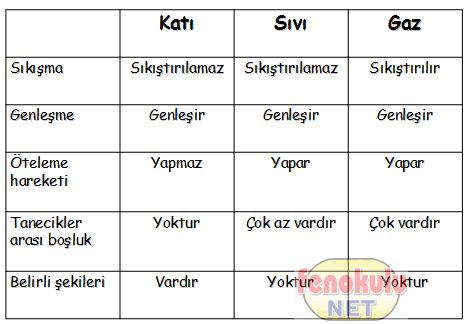 Katı Sıvı Gaz
Sıkışma Sıkıştırılamaz Sıkıştırılamaz Sıkıştırılır
Genleşme Genleşir Genleşir Genleşir
Öteleme hareketi Yapmaz Yapar Yapar
Tanecikler arası boşluk Yoktur Çok az vardır Çok vardır
Belirli şekileri Vardır Yoktur Yoktur
fenokulu
NET